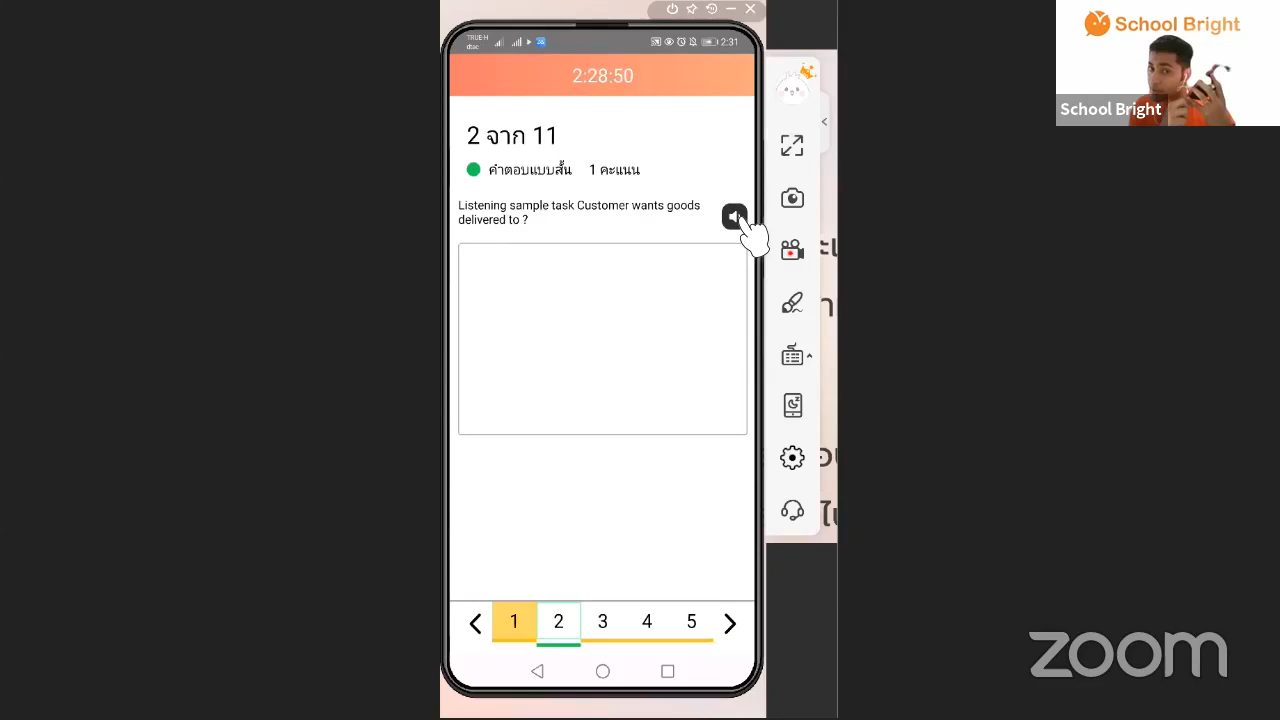 TRUE-H
dtac
2:31
2:28:50
2 จาก 11
คำตอบแบบสั้น 1 คะแนน
Listening sample task Customer wants goods
delivered to ?
1 2 3 4 5
School Bright
School Bright
zoom